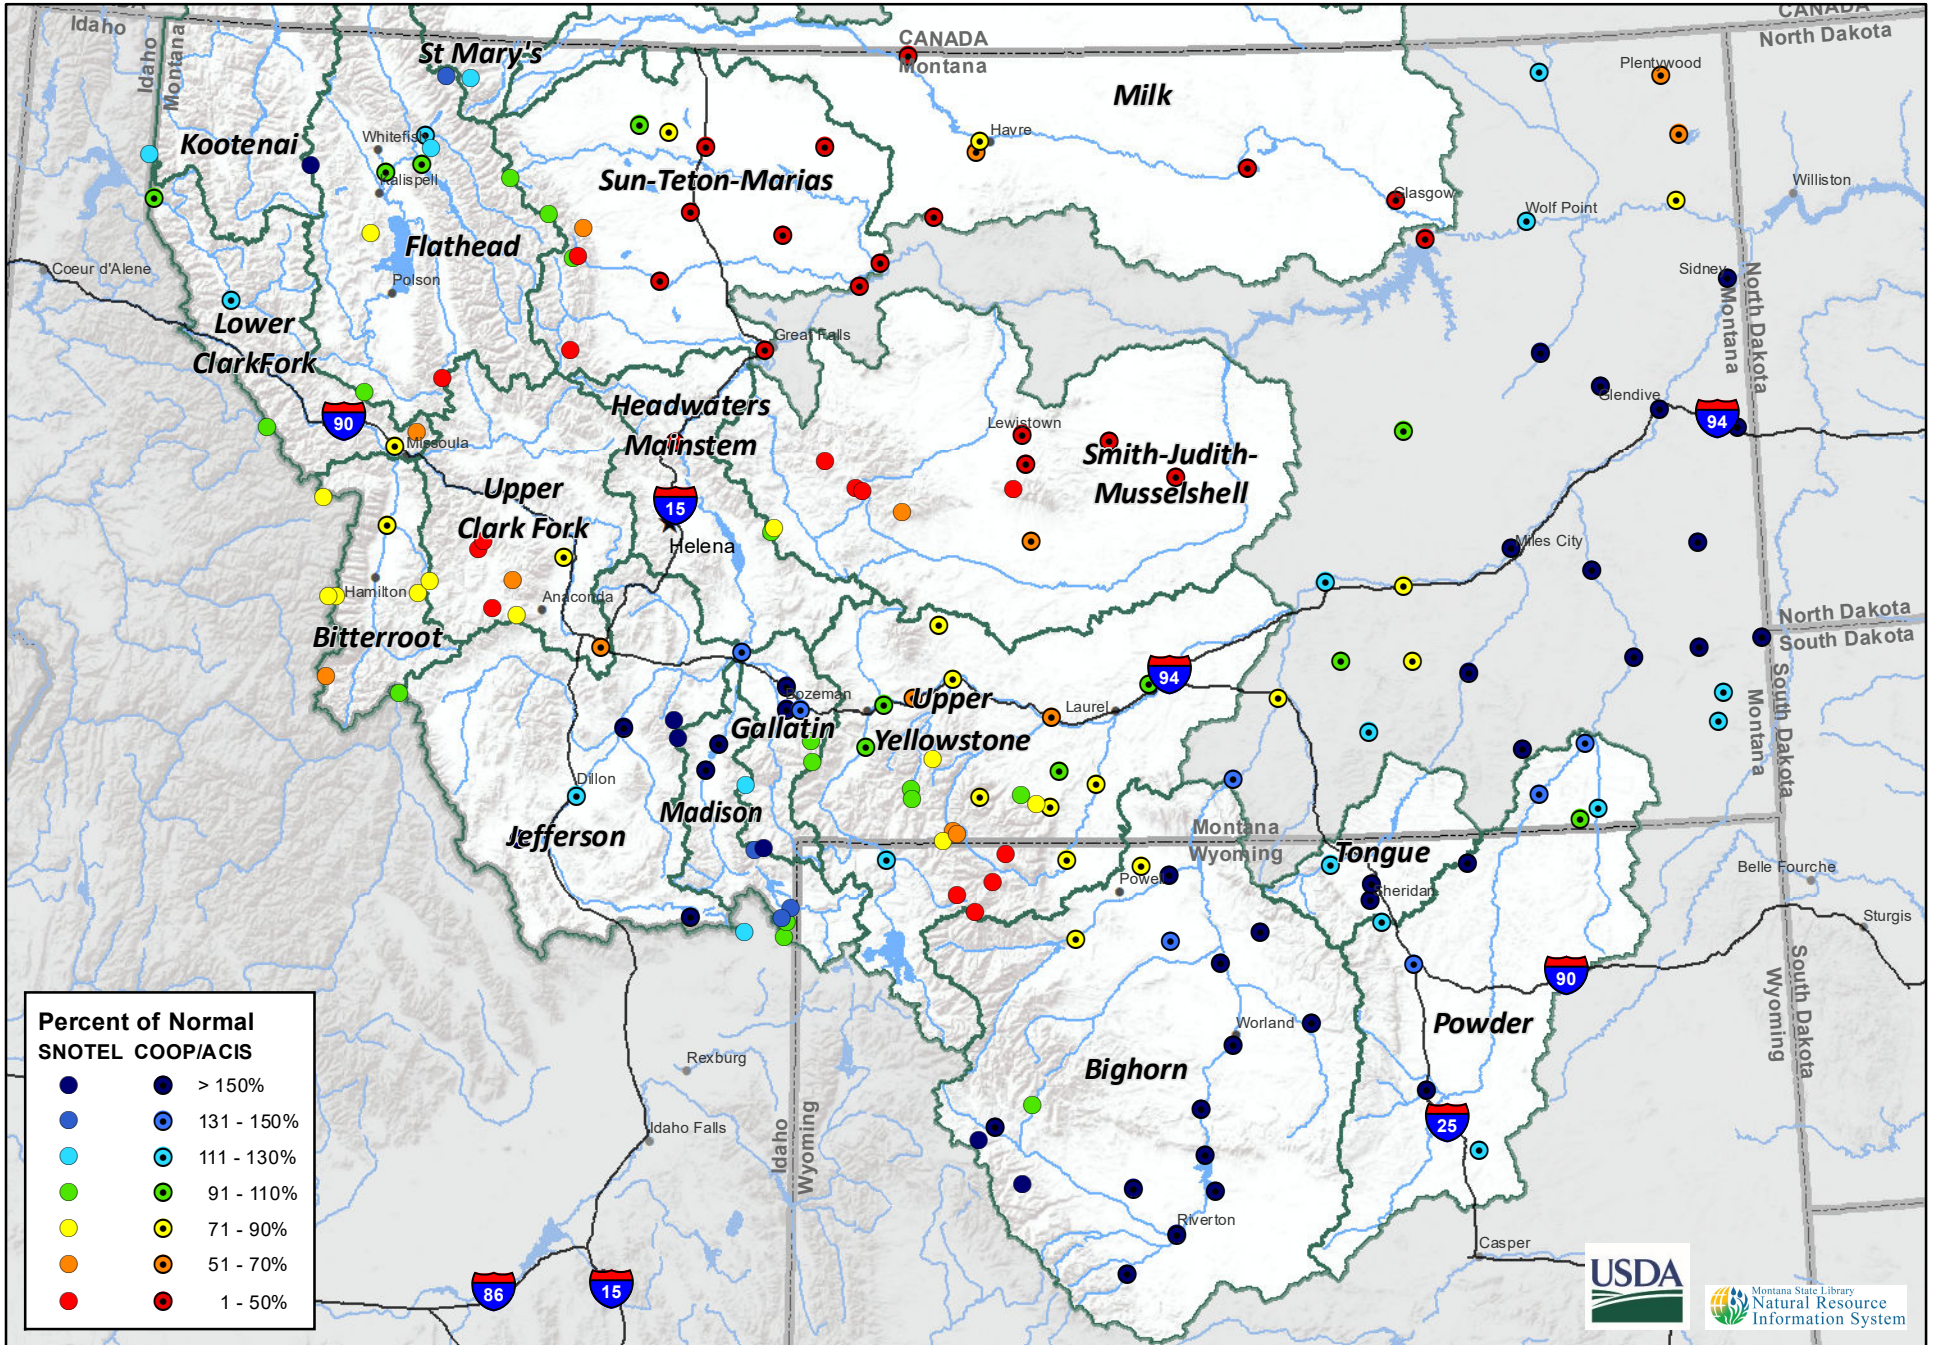 CANADA
Idaho
Idaho
Montana
St Mary's
CANADA
Montana
CANADA
North Dakota
Plentywood
Milk
Kootenai
Whitefish
Kalispell
Havre
Sun-Teton-Marias
Glasgow
Wolf Point
Williston
Flathead
Coeur d'Alene
Polson
Sidney
Montana
North Dakota
Lower
ClarkFork
Great Falls
90
Missoula
Headwaters
Mainstem
Lewistown
Smith-Judith-
Musselshell
Glendive
94
Upper
Clark Fork
15
Helena
Miles City
Hamilton
Anaconda
Bitterroot
North Dakota
South Dakota
94
Bozeman
Gallatin
Upper
Yellowstone
Laurel
Montana
South Dakota
Dillon
Madison
Jefferson
Montana
Wyoming
Tongue
Powell
Sheridan
Belle Fourche
Sturgis
90
Powder
Worland
Bighorn
Wyoming
South Dakota
Rexburg
Idaho Falls
Idaho
Wyoming
25
Riverton
Casper
86
15
Percent of Normal
SNOTEL COOP/ACIS
> 150%
131 - 150%
111 - 130%
91 - 110%
71 - 90%
51 - 70%
1 - 50%
USDA
Montana State Library
Natural Resource
Information System